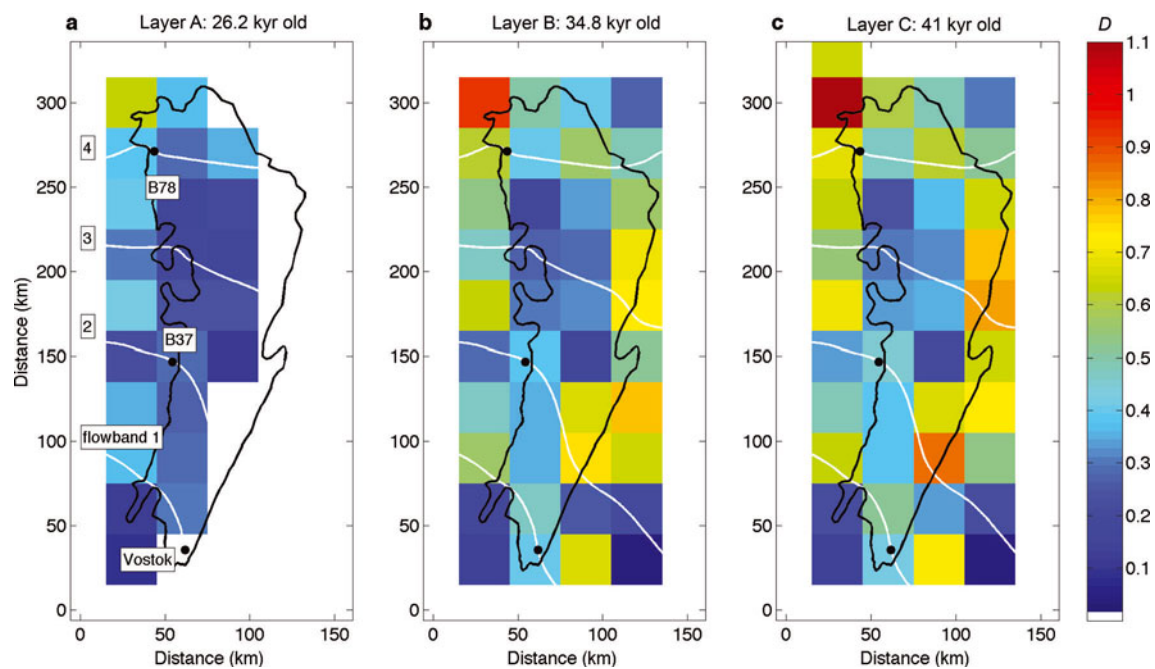 a Layer A: 26.2 kyr old
b Layer B: 34.8 kyr old
c Layer C: 41 kyr old
D
Distance (km)
300
250
200
150
100
50
0
4
B78
3
2
B37
flowband 1
Vostok
0 50 100 150
Distance (km)
300
250
200
150
100
50
0
0 50 100 150
Distance (km)
300
250
200
150
100
50
0
0 50 100 150
Distance (km)
1.1
1
0.9
0.8
0.7
0.6
0.5
0.4
0.3
0.2
0.1